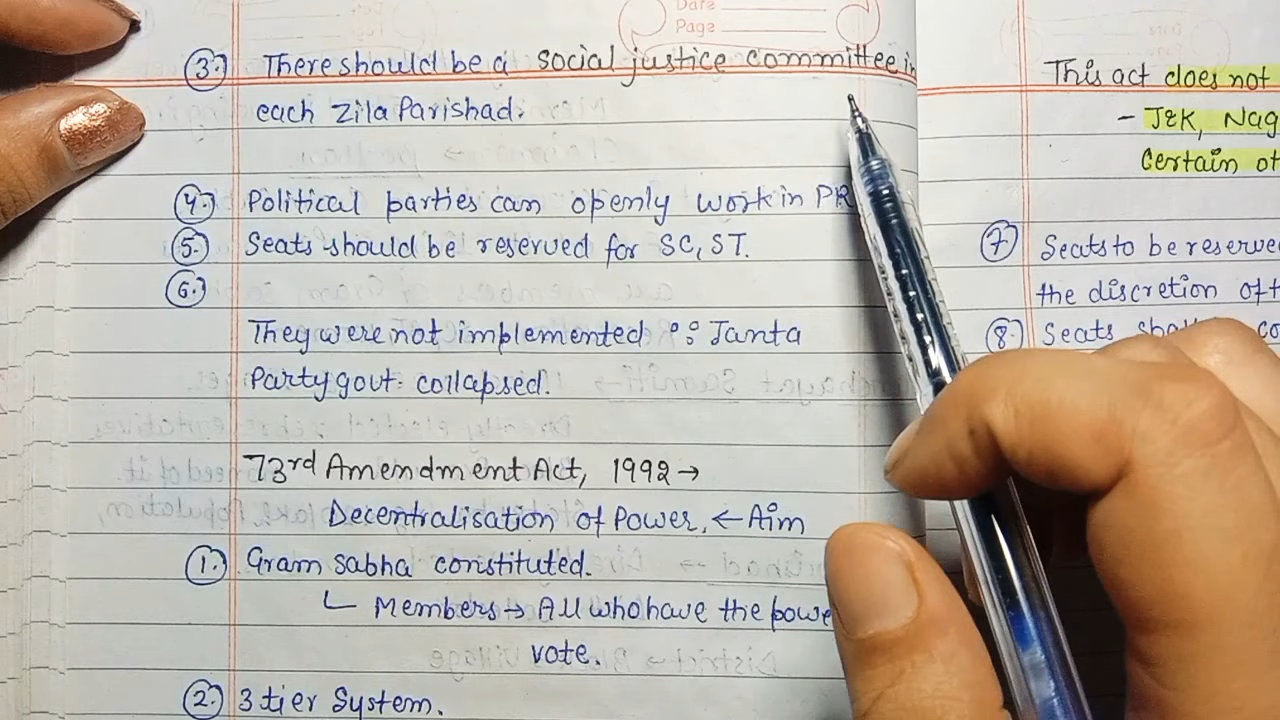 Date
Page
3. There should be a social justice committee in
each Zila Parishad.
4. Political parties can openly work in PR
5. Seats should be reserved for SC, ST.
6.
They were not implemented ∵ Janta
Party govt. collapsed.
73rd Amendment Act, 1992 →
Decentralisation of Power. ← Aim
1. Gram sabha constituted.
Members → All who have the powe
vote.
2. 3 tier System.
This act does not
- J&K, Nag
Certain ot
7. Seats to be reserve
the discretion of t
8. Seats